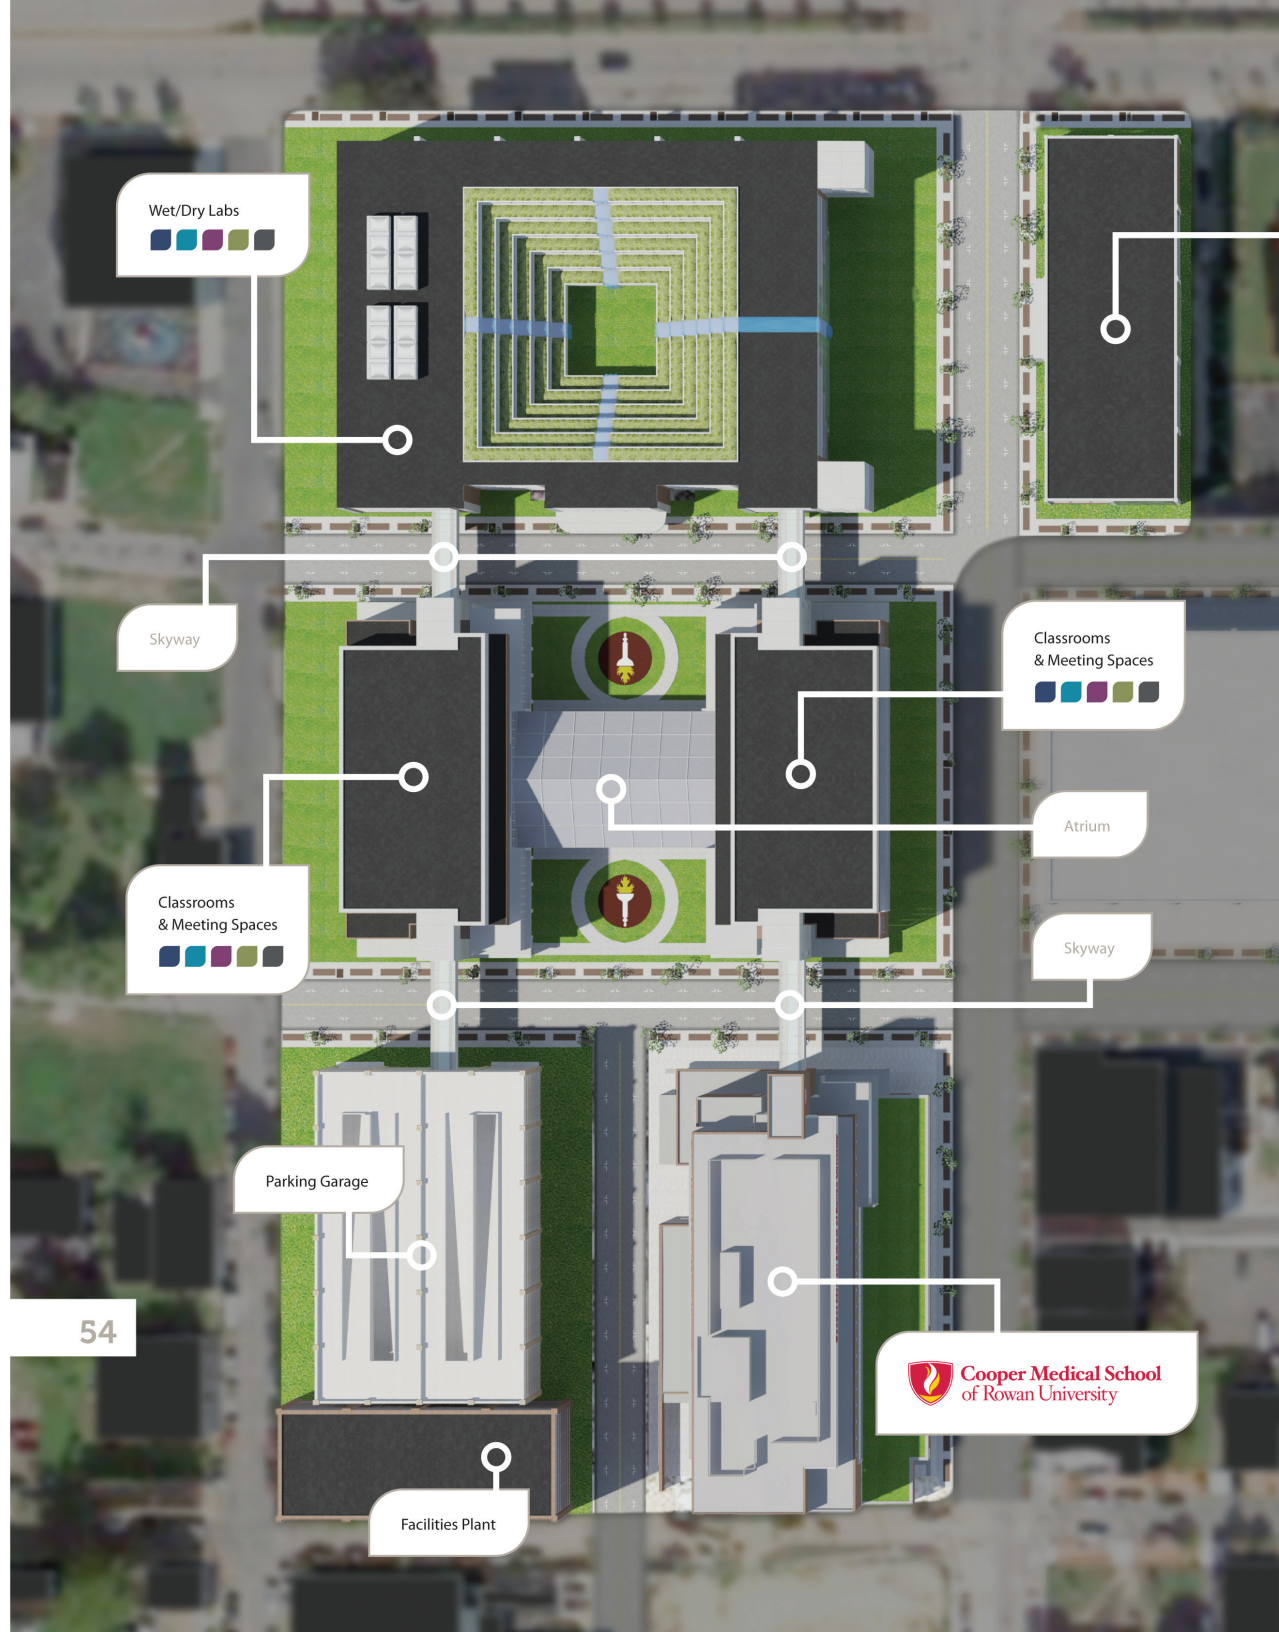 Wet/Dry Labs
Skyway
Classrooms
& Meeting Spaces
Atrium
Classrooms
& Meeting Spaces
Skyway
Parking Garage
54
Cooper Medical School
of Rowan University
Facilities Plant